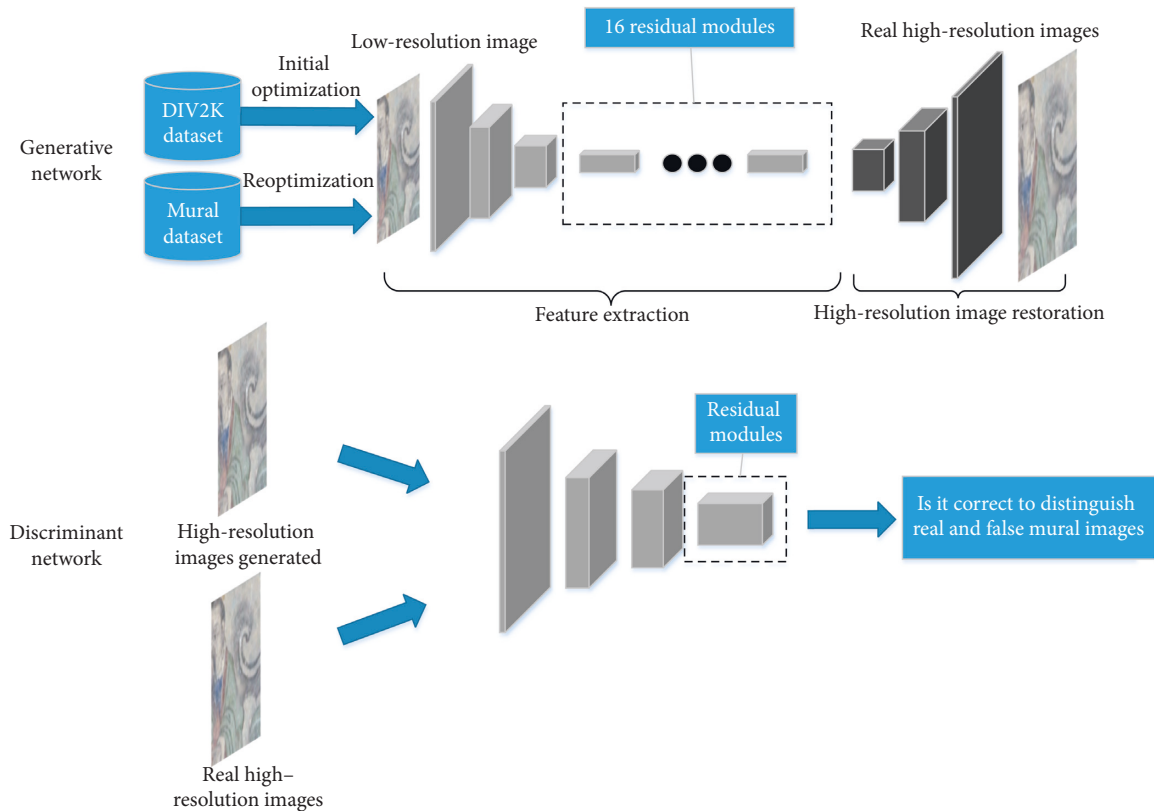 16 residual modules
Low-resolution image
Real high-resolution images
Initial
optimization
DIV2K
dataset
Generative
network
Reoptimization
Mural
dataset
Feature extraction
High-resolution image restoration
Residual
modules
Discriminant
network
High-resolution
images generated
Is it correct to distinguish
real and false mural images
Real high–
resolution images